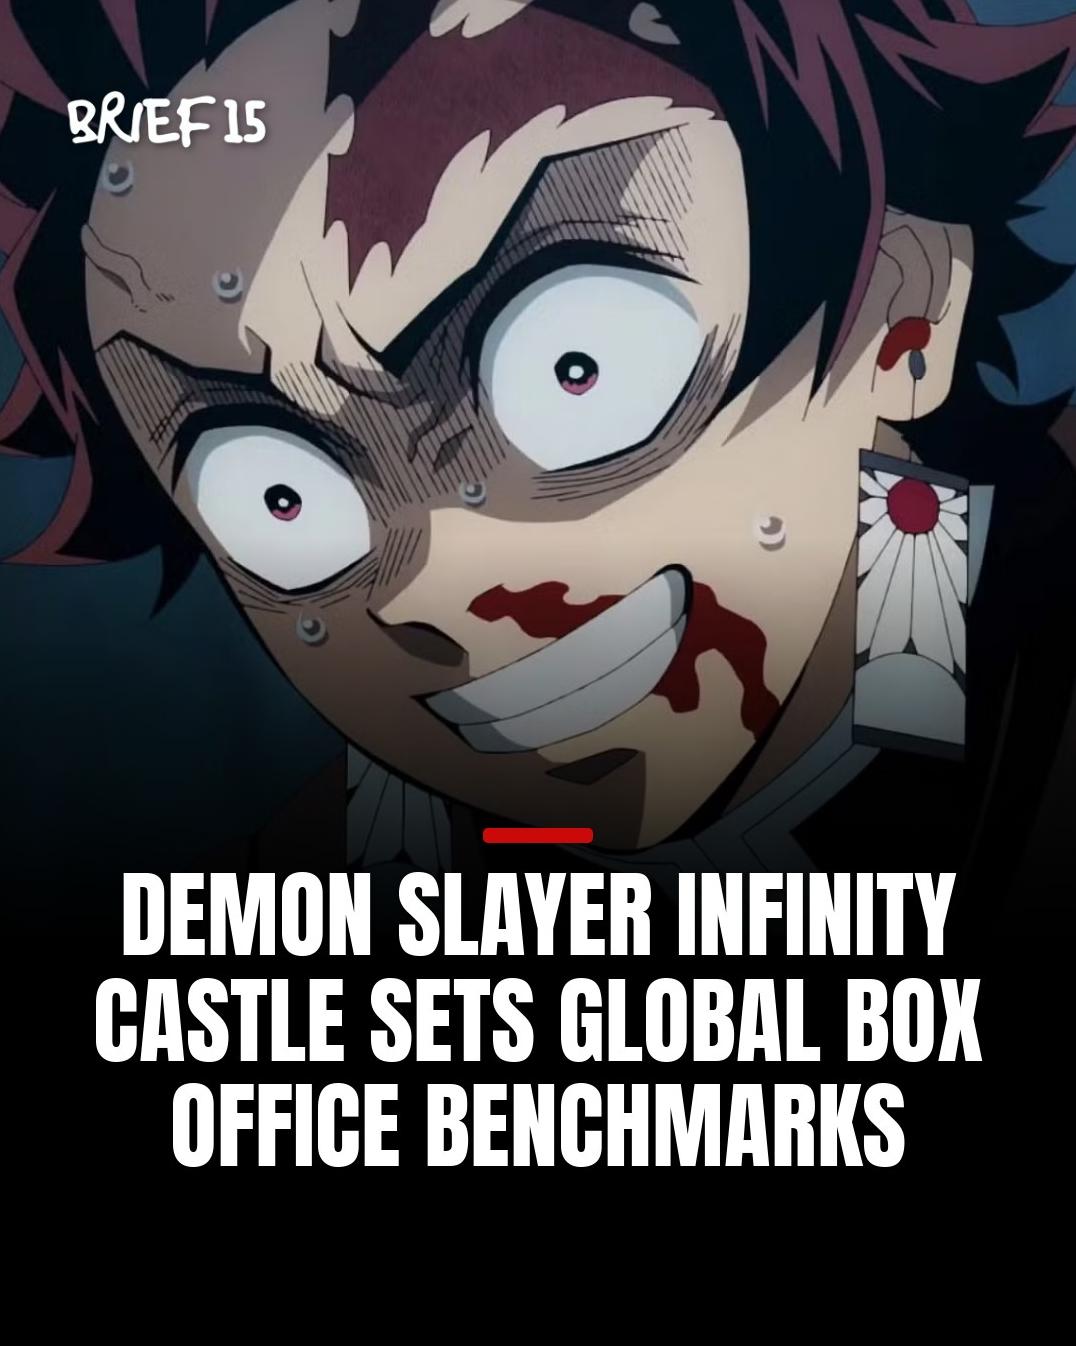 BRIEF 15
DEMON SLAYER INFINITY
CASTLE SETS GLOBAL BOX
OFFICE BENCHMARKS